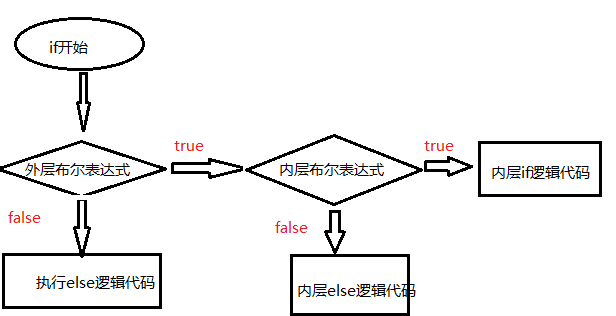 if开始
true
true
外层布尔表达式
内层布尔表达式
内层if逻辑代码
false
false
执行else逻辑代码
内层else逻辑代码